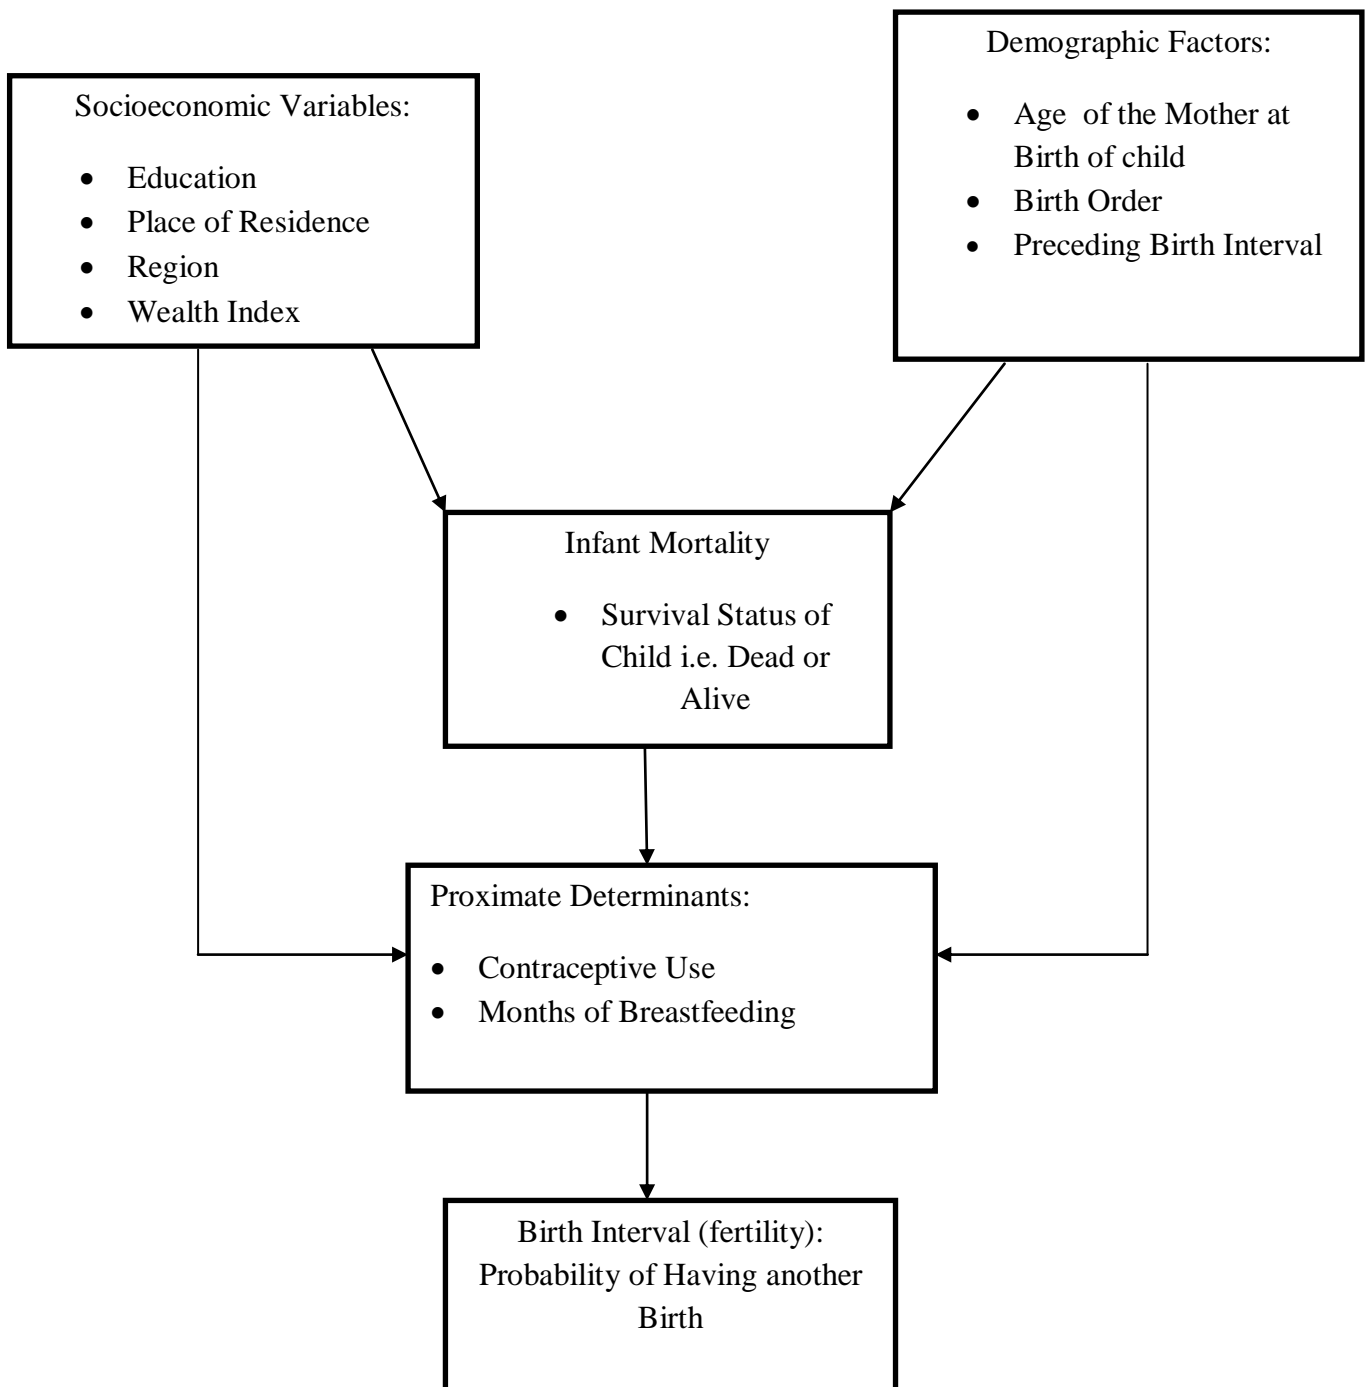 Socioeconomic Variables:
• Education
• Place of Residence
• Region
• Wealth Index
Demographic Factors:
• Age of the Mother at
Birth of child
• Birth Order
• Preceding Birth Interval
Infant Mortality
• Survival Status of
Child i.e. Dead or
Alive
Proximate Determinants:
• Contraceptive Use
• Months of Breastfeeding
Birth Interval (fertility):
Probability of Having another
Birth